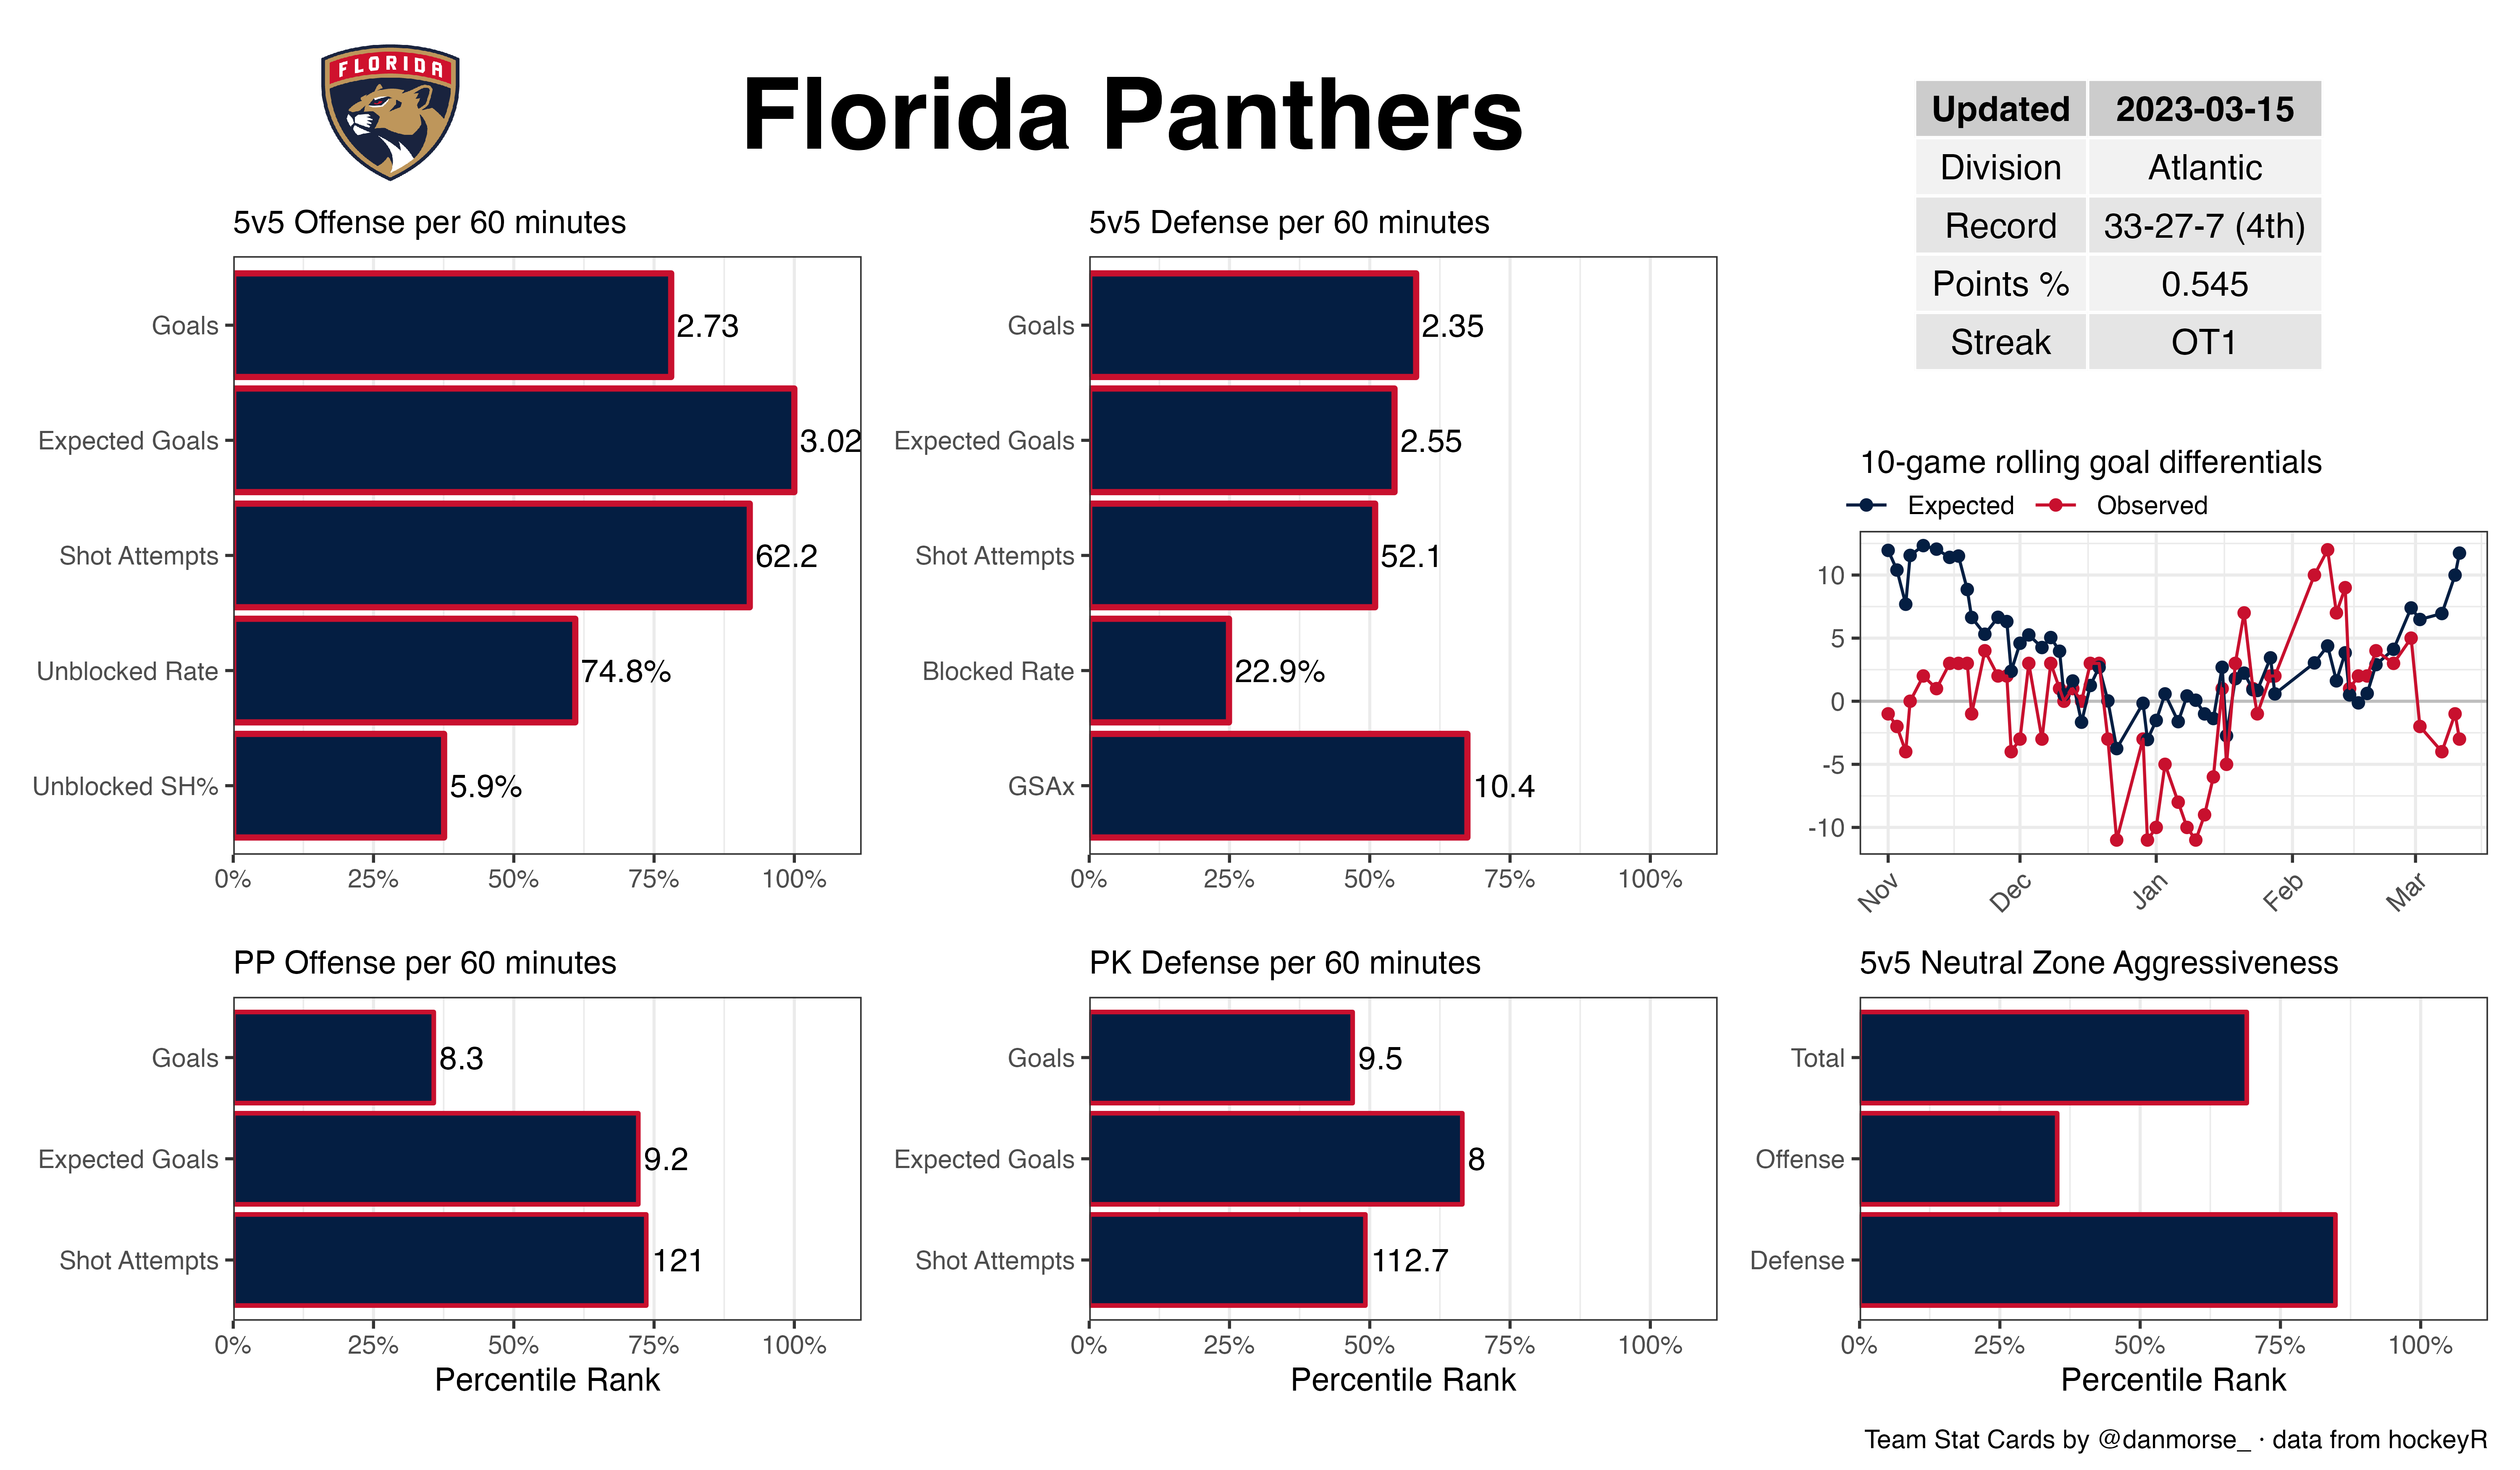 FLORIDA
Florida Panthers
Updated 2023-03-15
Division Atlantic
Record 33-27-7 (4th)
Points % 0.545
Streak OT1
5v5 Offense per 60 minutes
Goals 2.73
Expected Goals 3.02
Shot Attempts 62.2
Unblocked Rate 74.8%
Unblocked SH% 5.9%
0% 25% 50% 75% 100%
5v5 Defense per 60 minutes
Goals 2.35
Expected Goals 2.55
Shot Attempts 52.1
Blocked Rate 22.9%
GSAx 10.4
0% 25% 50% 75% 100%
10-game rolling goal differentials
Expected Observed
10
5
0
-5
-10
Nov Dec Jan Feb Mar
PP Offense per 60 minutes
Goals 8.3
Expected Goals 9.2
Shot Attempts 121
0% 25% 50% 75% 100%
Percentile Rank
PK Defense per 60 minutes
Goals 9.5
Expected Goals 8
Shot Attempts 112.7
0% 25% 50% 75% 100%
Percentile Rank
5v5 Neutral Zone Aggressiveness
Total
Offense
Defense
0% 25% 50% 75% 100%
Percentile Rank
Team Stat Cards by @danmorse_ · data from hockeyR